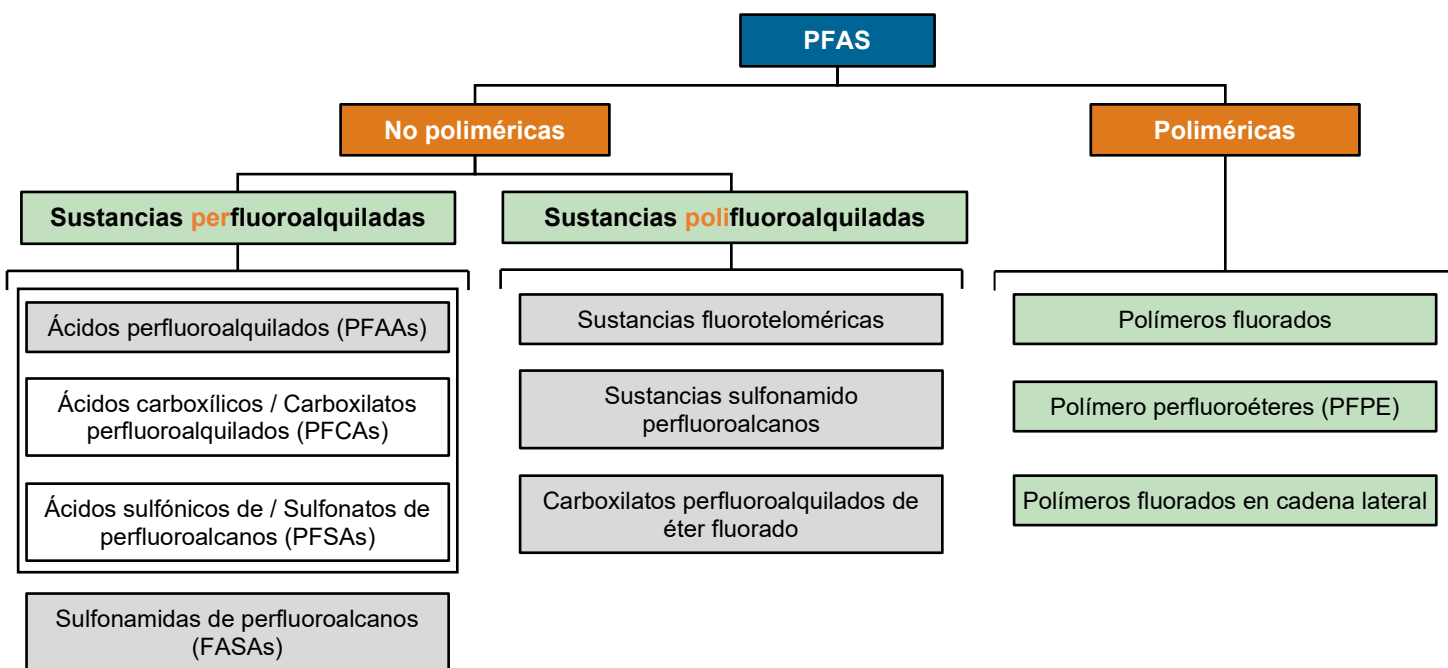 PFAS
No poliméricas
Poliméricas
Sustancias perfluoroalquiladas
Sustancias polifluoroalquiladas
Ácidos perfluoroalquilados (PFAAs)
Ácidos carboxílicos / Carboxilatos
perfluoroalquilados (PFCAs)
Ácidos sulfónicos de / Sulfonatos de
perfluoroalcanos (PFSAs)
Sulfonamidas de perfluoroalcanos
(FASAs)
Sustancias fluoroteloméricas
Sustancias sulfonamido
perfluoroalcanos
Carboxilatos perfluoroalquilados de
éter fluorado
Polímeros fluorados
Polímero perfluoroéteres (PFPE)
Polímeros fluorados en cadena lateral